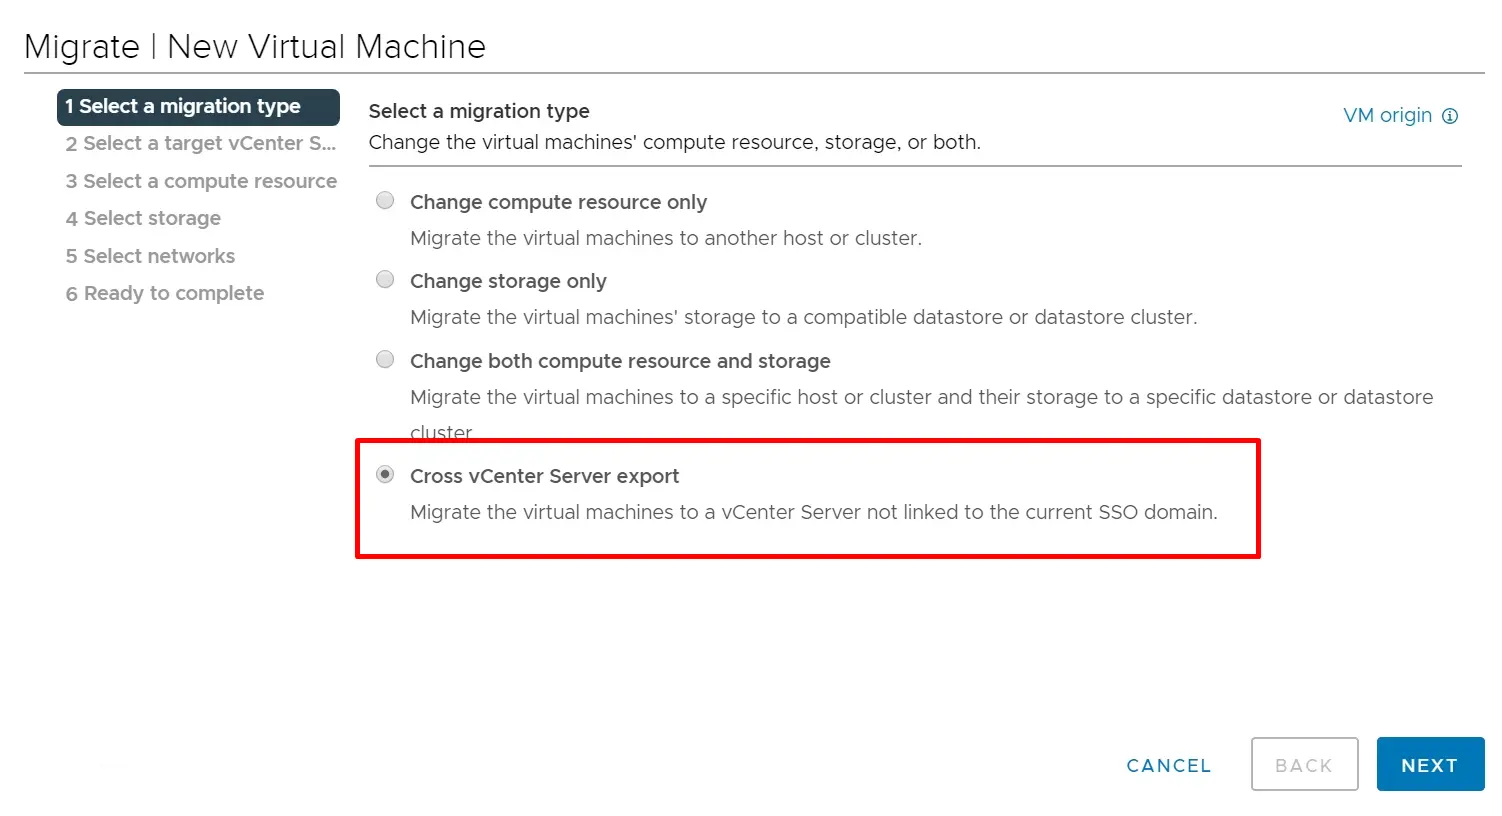 Migrate | New Virtual Machine
1 Select a migration type
2 Select a target vCenter S...
3 Select a compute resource
4 Select storage
5 Select networks
6 Ready to complete
Select a migration type
VM origin
Change the virtual machines' compute resource, storage, or both.
Change compute resource only
Migrate the virtual machines to another host or cluster.
Change storage only
Migrate the virtual machines' storage to a compatible datastore or datastore cluster.
Change both compute resource and storage
Migrate the virtual machines to a specific host or cluster and their storage to a specific datastore or datastore
cluster
Cross vCenter Server export
Migrate the virtual machines to a vCenter Server not linked to the current SSO domain.
CANCEL
BACK
NEXT